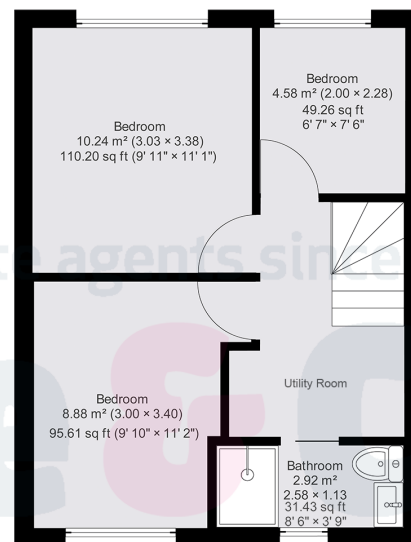 Bedroom
10.24 m² (3.03 × 3.38)
110.20 sq ft (9' 11" × 11' 1")
Bedroom
4.58 m² (2.00 × 2.28)
49.26 sq ft
6' 7" × 7' 6"
te agents since
Bedroom
8.88 m² (3.00 × 3.40)
95.61 sq ft (9' 10" × 11' 2")
Utility Room
e & C
Bathroom
2.92 m²
2.58 × 1.13
31.43 sq ft
8' 6" × 3' 9"